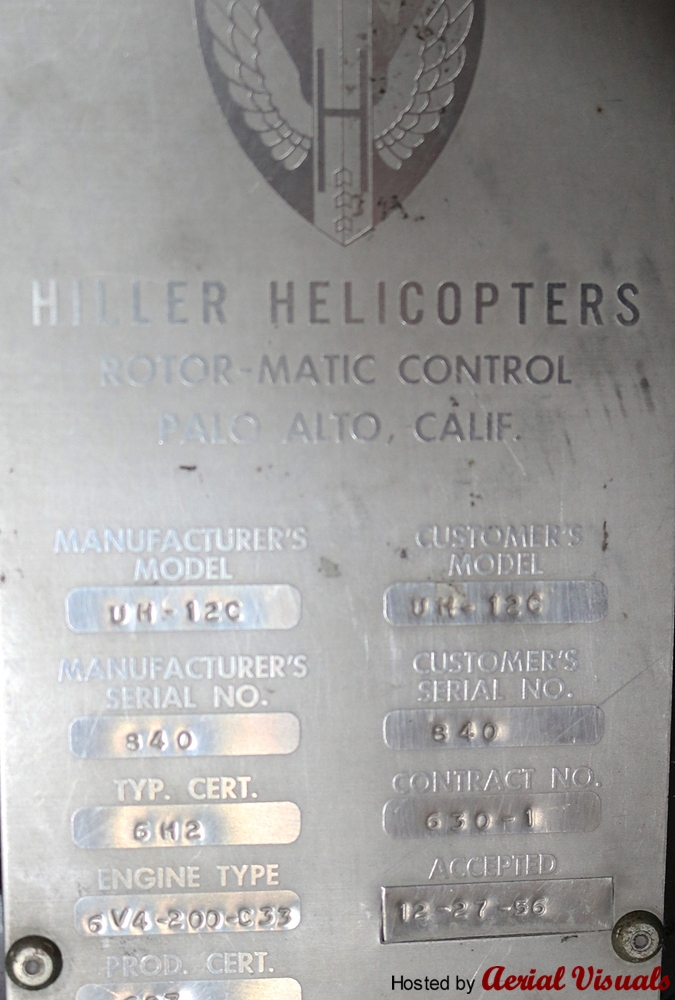 H
HILLER HELICOPTERS
ROTOR-MATIC CONTROL
PALO ALTO, CALIF.
MANUFACTURER'S MODEL
UH-12C
CUSTOMER'S MODEL
UH-12C
MANUFACTURER'S SERIAL NO.
840
CUSTOMER'S SERIAL NO.
840
TYP. CERT.
6H2
CONTRACT NO.
630-1
ENGINE TYPE
6V4-200-C33
ACCEPTED
12-27-56
PROD. CERT.
Hosted by Aerial Visuals